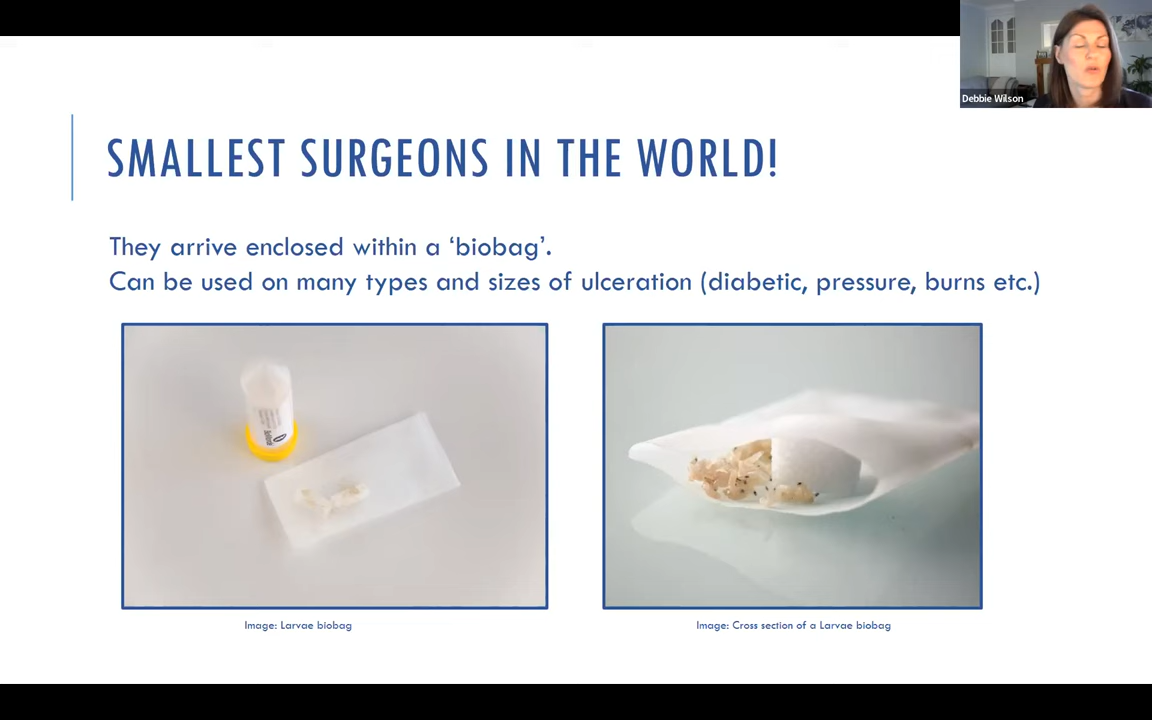 Debbie Wilson
SMALLEST SURGEONS IN THE WORLD!
They arrive enclosed within a ‘biobag’.
Can be used on many types and sizes of ulceration (diabetic, pressure, burns etc.)
Image: Larvae biobag
Image: Cross section of a Larvae biobag